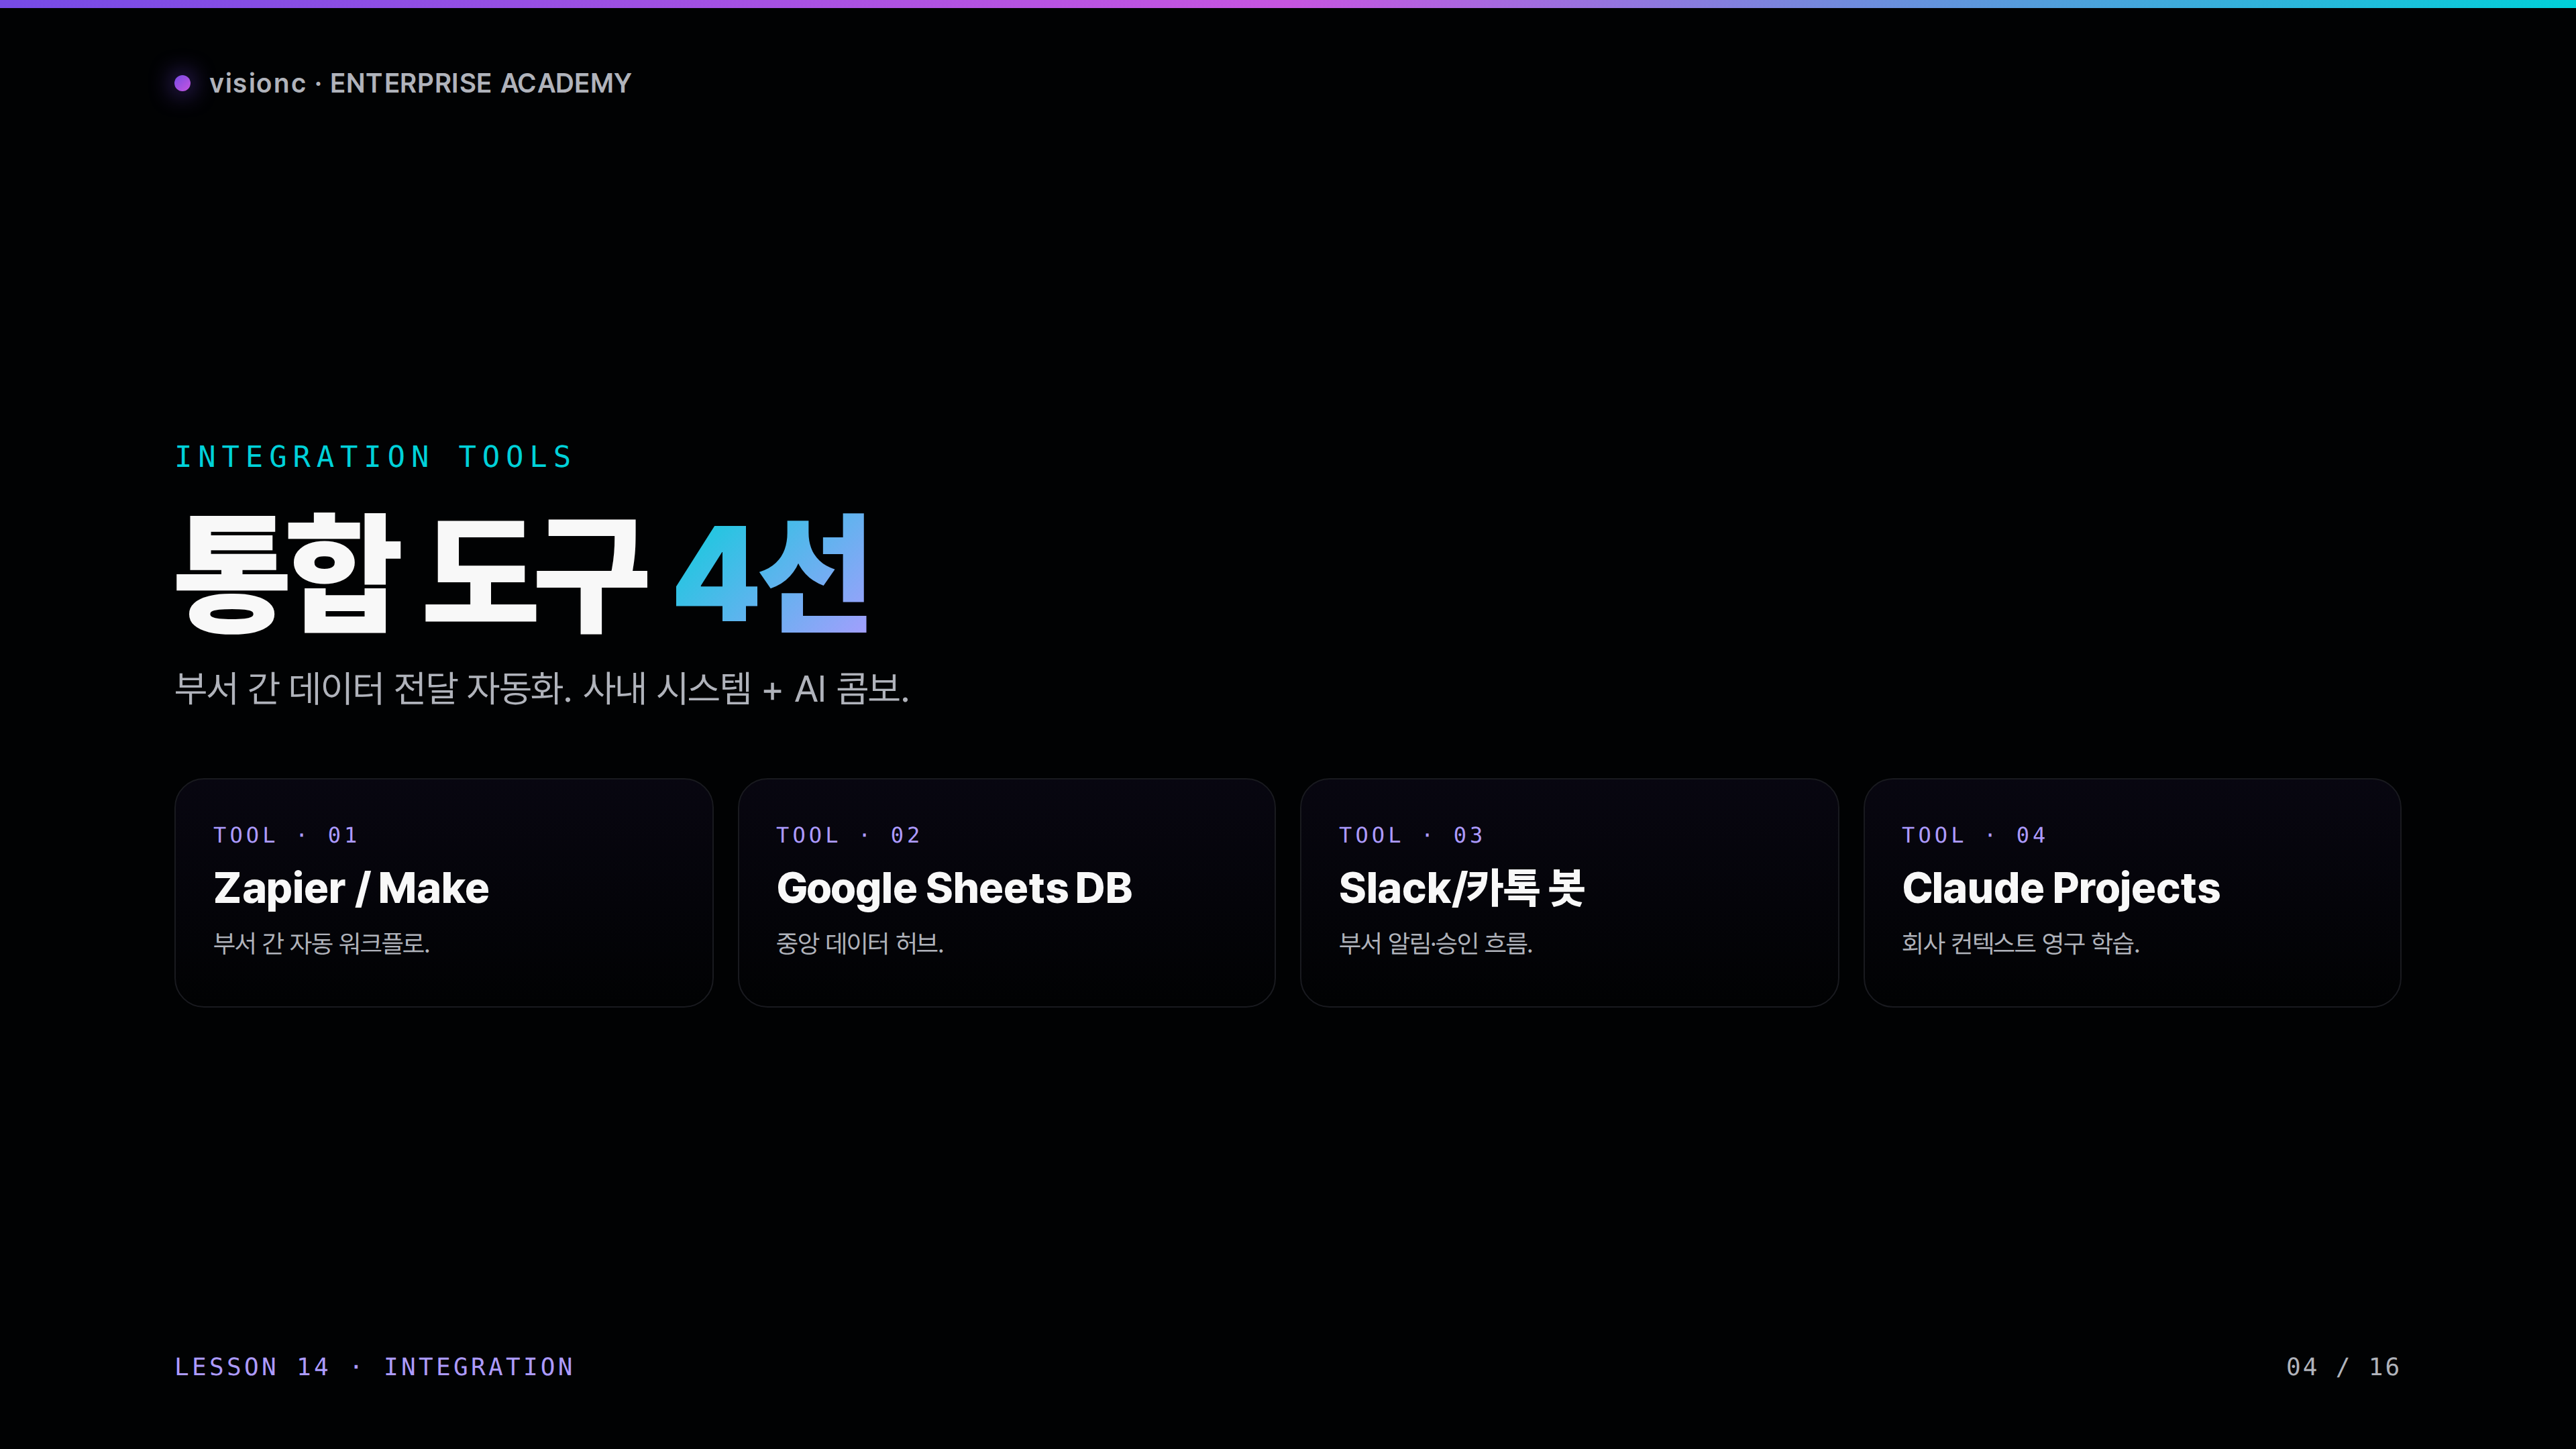 visionc · ENTERPRISE ACADEMY
INTEGRATION TOOLS
통합 도구 4선
부서 간 데이터 전달 자동화. 사내 시스템 + AI 콤보.
TOOL · 01
Zapier / Make
부서 간 자동 워크플로.
TOOL · 02
Google Sheets DB
중앙 데이터 허브.
TOOL · 03
Slack/카톡 봇
부서 알림·승인 흐름.
TOOL · 04
Claude Projects
회사 컨텍스트 영구 학습.
LESSON 14 · INTEGRATION
04 / 16